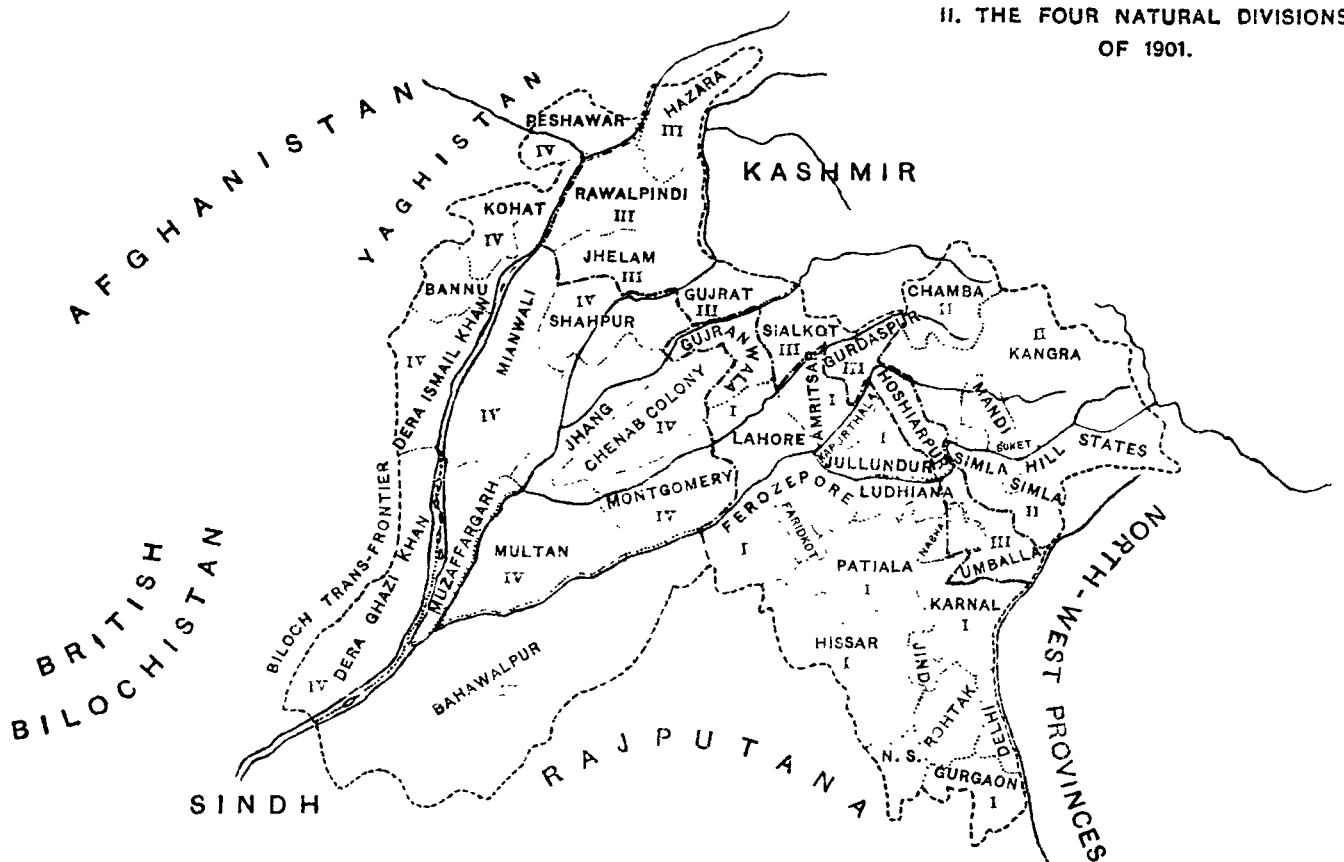 II. THE FOUR NATURAL DIVISIONS
OF 1901.
AFGHANISTAN
YAGHISTAN
PESHAWAR
IV
HAZARA
III
KASHMIR
KOHAT
IV
RAWALPINDI
III
JHELAM
III
BANNU
IV
DERA ISMAIL KHAN
MIANWALI
IV
IV
SHAHPUR
GUJRAT
III
GUJRANWALA
I
SIALKOT
III
GURDASPUR
III
CHAMBA
II
II
KANGRA
JHANG
CHENAB COLONY
IV
LAHORE
AMRITSAR
I
KAPURTHALA
HOSHIARPUR
I
JULLUNDUR
MANDI
SUKET
SIMLA HILL STATES
SIMLA
II
MONTGOMERY
IV
FEROZEPORE
I
LUDHIANA
FARIDKOT
NABHA
III
UMBALLA
PATIALA
I
MUZAFFARGARH
MULTAN
IV
BILOCH TRANS-FRONTIER
DERA GHAZI KHAN
IV
BRITISH
BILOCHISTAN
BAHAWALPUR
KARNAL
I
HISSAR
I
JIND
ROHTAK
DELHI
N. S.
GURGAON
I
NORTH-WEST PROVINCES
RAJPUTANA
SINDH